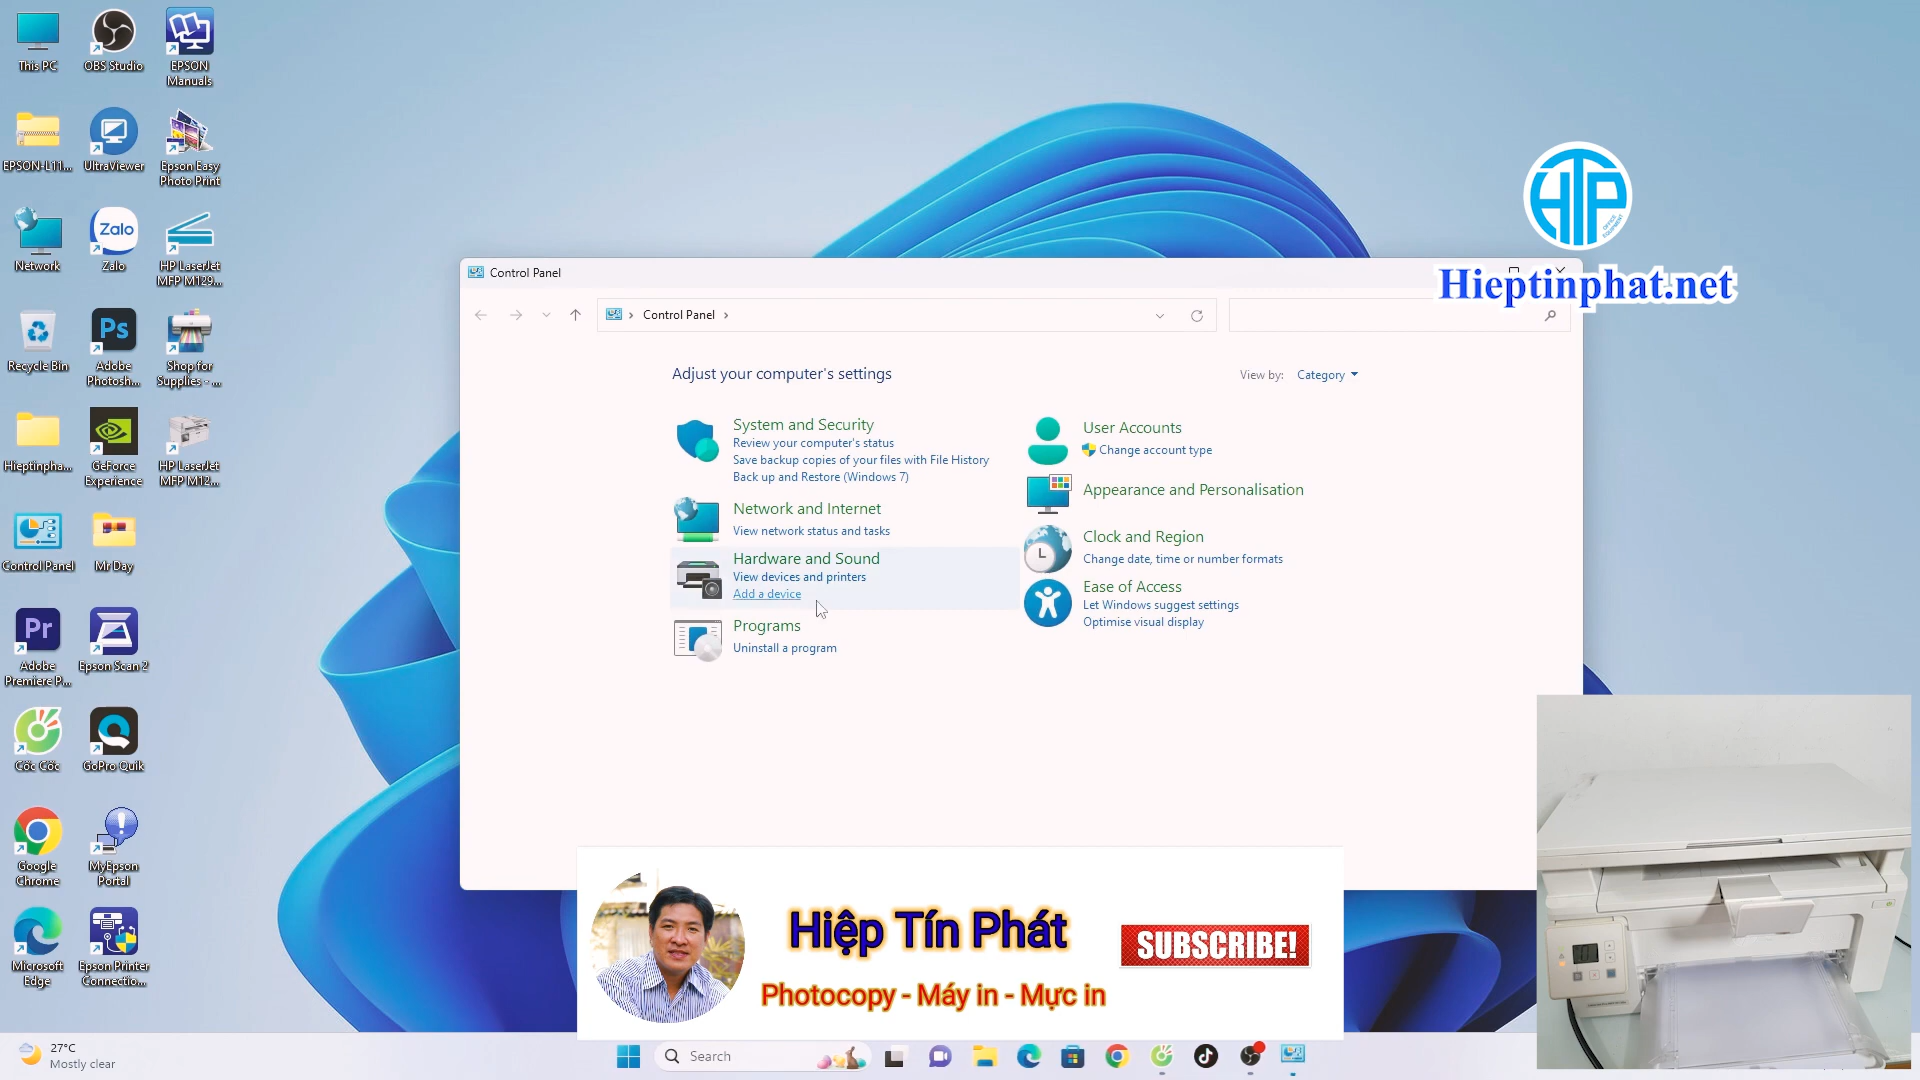 This PC
OBS Studio
EPSON
Manuals
EPSON-L11...
UltraViewer
Epson Easy
Photo Print
Network
Zalo
Zalo
HP LaserJet
MFP M129...
Recycle Bin
Ps
Adobe
Photosh...
Shop for
Supplies - ...
Hieptinpha...
GeForce
Experience
HP LaserJet
MFP M12...
Control Panel
Mr Day
Pr
Adobe
Premiere P...
Epson Scan 2
Cốc Cốc
GoPro Quik
Google
Chrome
MyEpson
Portal
Microsoft
Edge
Epson Printer
Connectio...
HTP
OFFICE
EQUIPMENT
Hieptinphat.net
Control Panel
Control Panel
Adjust your computer's settings
View by: Category
System and Security
Review your computer's status
Save backup copies of your files with File History
Back up and Restore (Windows 7)
Network and Internet
View network status and tasks
Hardware and Sound
View devices and printers
Add a device
Programs
Uninstall a program
User Accounts
Change account type
Appearance and Personalisation
Clock and Region
Change date, time or number formats
Ease of Access
Let Windows suggest settings
Optimise visual display
Hiệp Tín Phát
Photocopy - Máy in - Mực in
SUBSCRIBE!
27°C
Mostly clear
Search